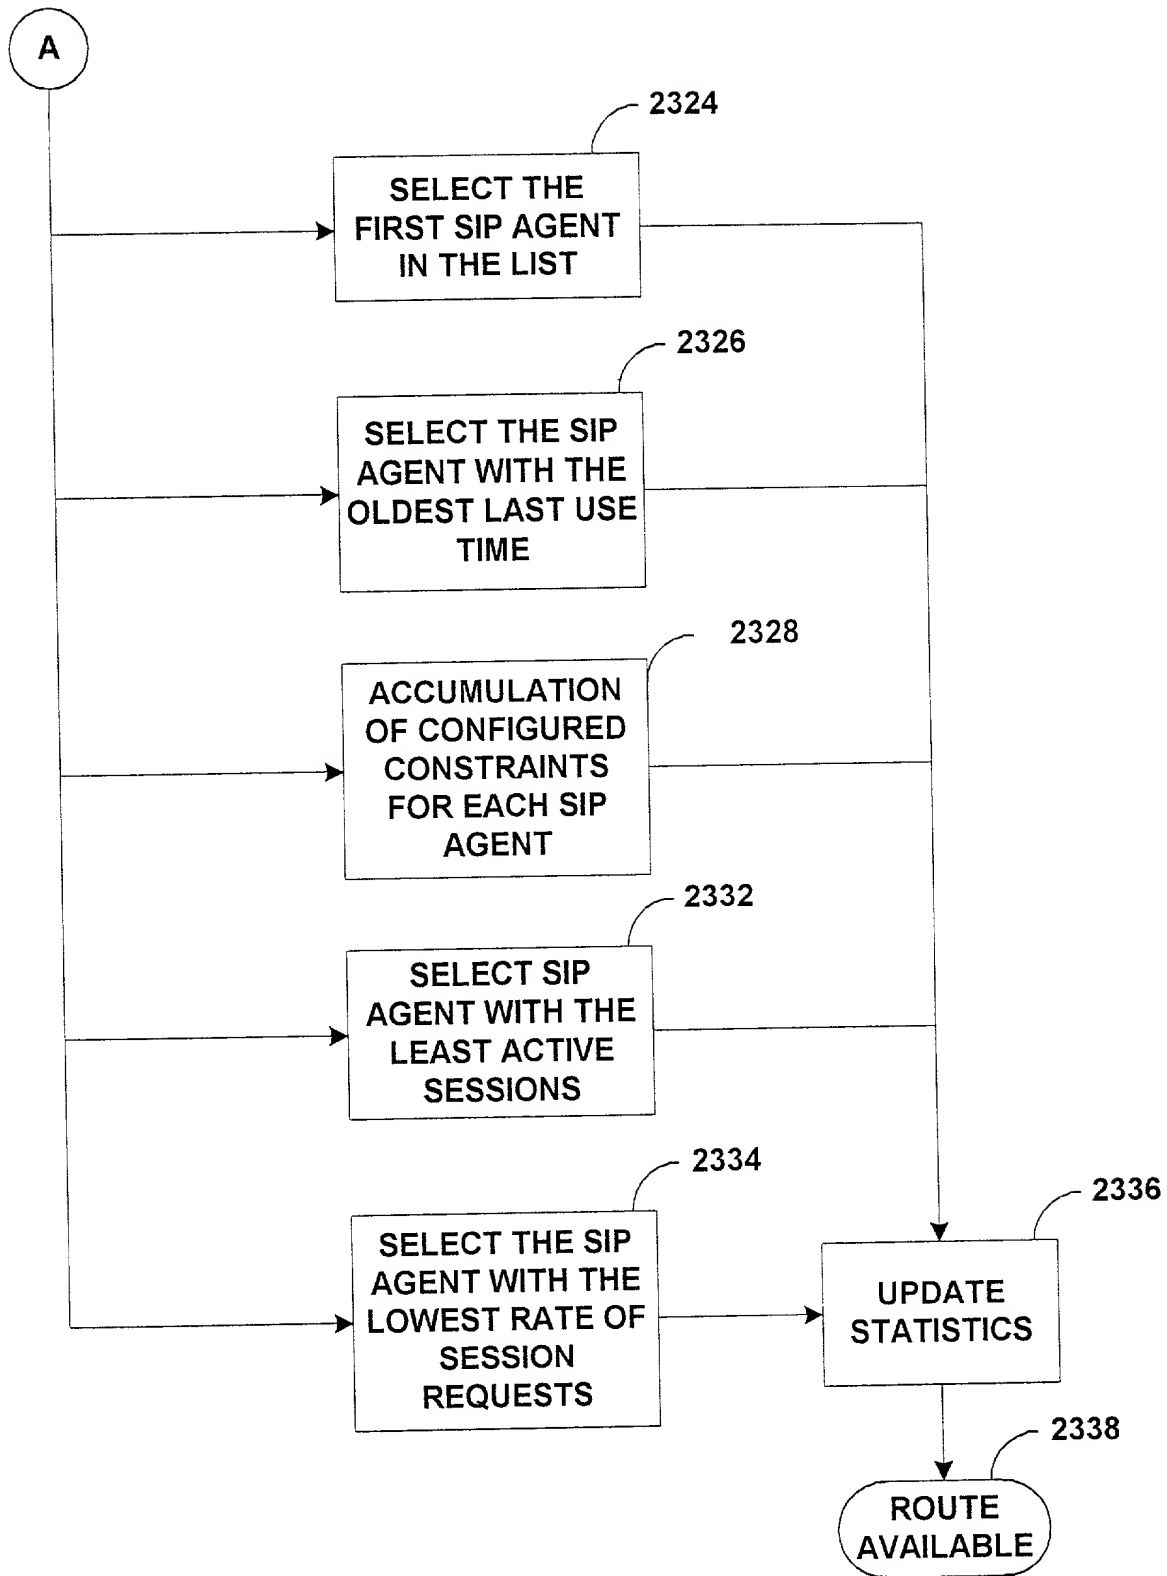 A
2324
SELECT THE
FIRST SIP AGENT
IN THE LIST
2326
SELECT THE SIP
AGENT WITH THE
OLDEST LAST USE
TIME
2328
ACCUMULATION
OF CONFIGURED
CONSTRAINTS
FOR EACH SIP
AGENT
2332
SELECT SIP
AGENT WITH THE
LEAST ACTIVE
SESSIONS
2334
SELECT THE SIP
AGENT WITH THE
LOWEST RATE OF
SESSION
REQUESTS
2336
UPDATE
STATISTICS
2338
ROUTE
AVAILABLE